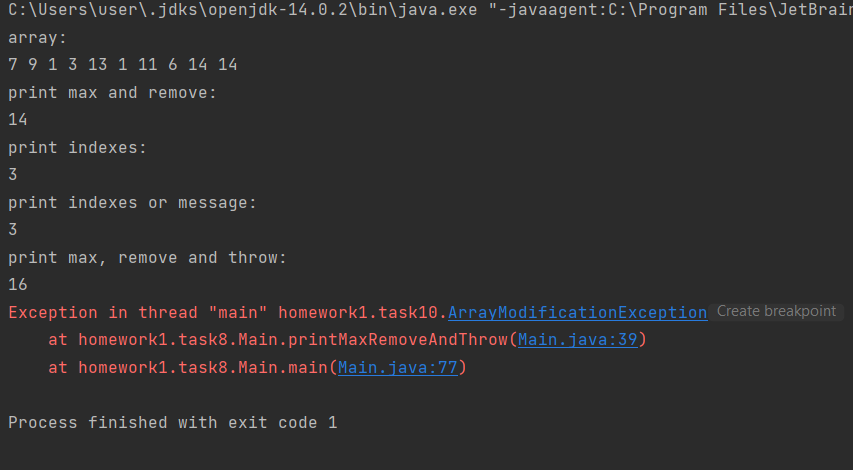 C:\Users\user\.jdks\openjdk-14.0.2\bin\java.exe "-javaagent:C:\Program Files\JetBrain
array:
7 9 1 3 13 1 11 6 14 14
print max and remove:
14
print indexes:
3
print indexes or message:
3
print max, remove and throw:
16
Exception in thread "main" homework1.task10.ArrayModificationException Create breakpoint
    at homework1.task8.Main.printMaxRemoveAndThrow(Main.java:39)
    at homework1.task8.Main.main(Main.java:77)
Process finished with exit code 1